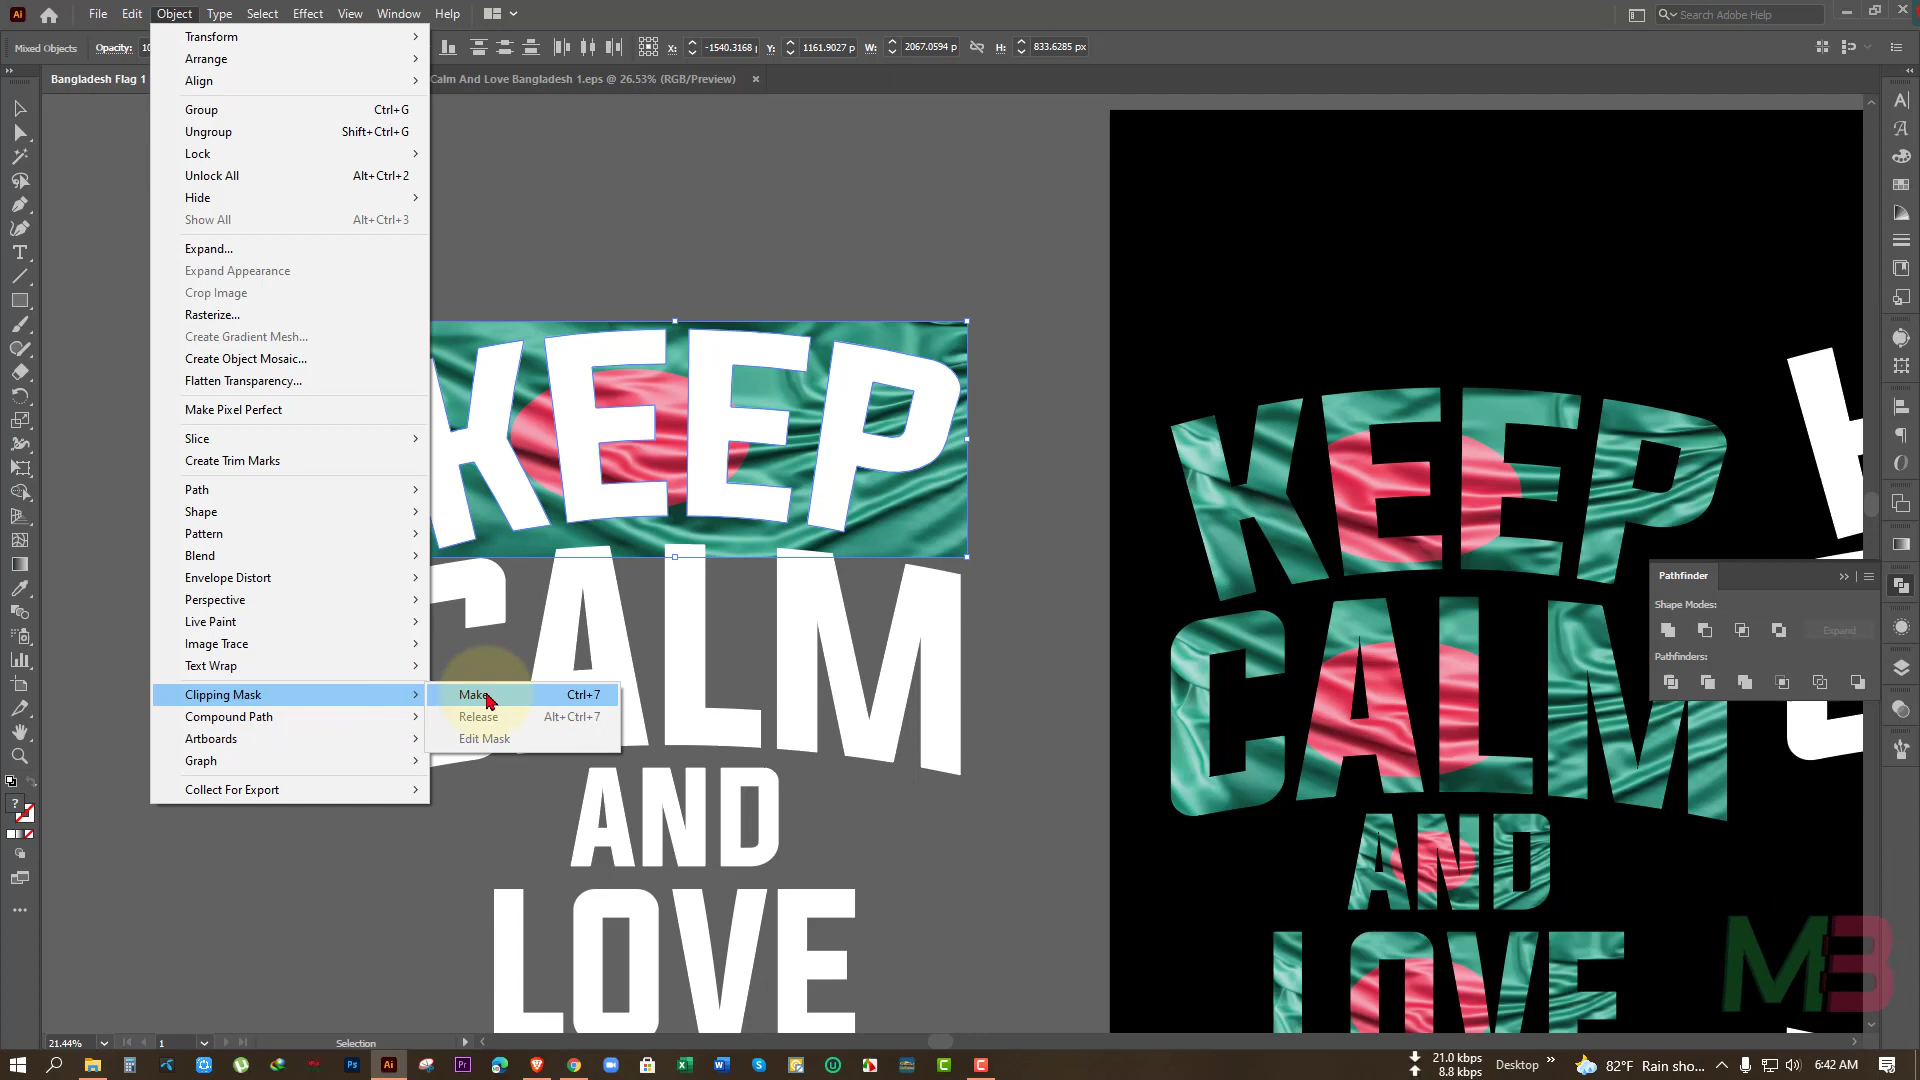 Ai File Edit Object Type Select Effect View Window Help Search Adobe Help
Mixed Objects Opacity: 10 X: -1540.3168 Y: 1161.9027 p W: 2067.0594 p H: 833.6285 px
Bangladesh Flag 1 Calm And Love Bangladesh 1.eps @ 26.53% (RGB/Preview) ×
Transform
Arrange
Align
Group Ctrl+G
Ungroup Shift+Ctrl+G
Lock
Unlock All Alt+Ctrl+2
Hide
Show All Alt+Ctrl+3
Expand...
Expand Appearance
Crop Image
Rasterize...
Create Gradient Mesh...
Create Object Mosaic...
Flatten Transparency...
Make Pixel Perfect
Slice
Create Trim Marks
Path
Shape
Pattern
Blend
Envelope Distort
Perspective
Live Paint
Image Trace
Text Wrap
Clipping Mask
Compound Path
Artboards
Graph
Collect For Export
Make Ctrl+7
Release Alt+Ctrl+7
Edit Mask
KEEP
CALM
AND
LOVE
KEEP
CALM
AND
LOVE
Pathfinder
Shape Modes:
Expand
Pathfinders:
MB
21.44% 1 Selection
21.0 kbps
8.8 kbps
Desktop 82°F Rain sho... 6:42 AM